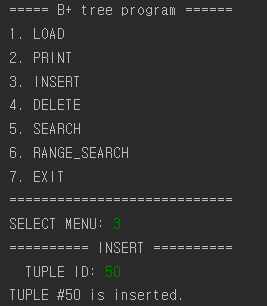 ===== B+ tree program ======
1. LOAD
2. PRINT
3. INSERT
4. DELETE
5. SEARCH
6. RANGE_SEARCH
7. EXIT
============================
SELECT MENU: 3
========== INSERT ==========
TUPLE ID: 50
TUPLE #50 is inserted.